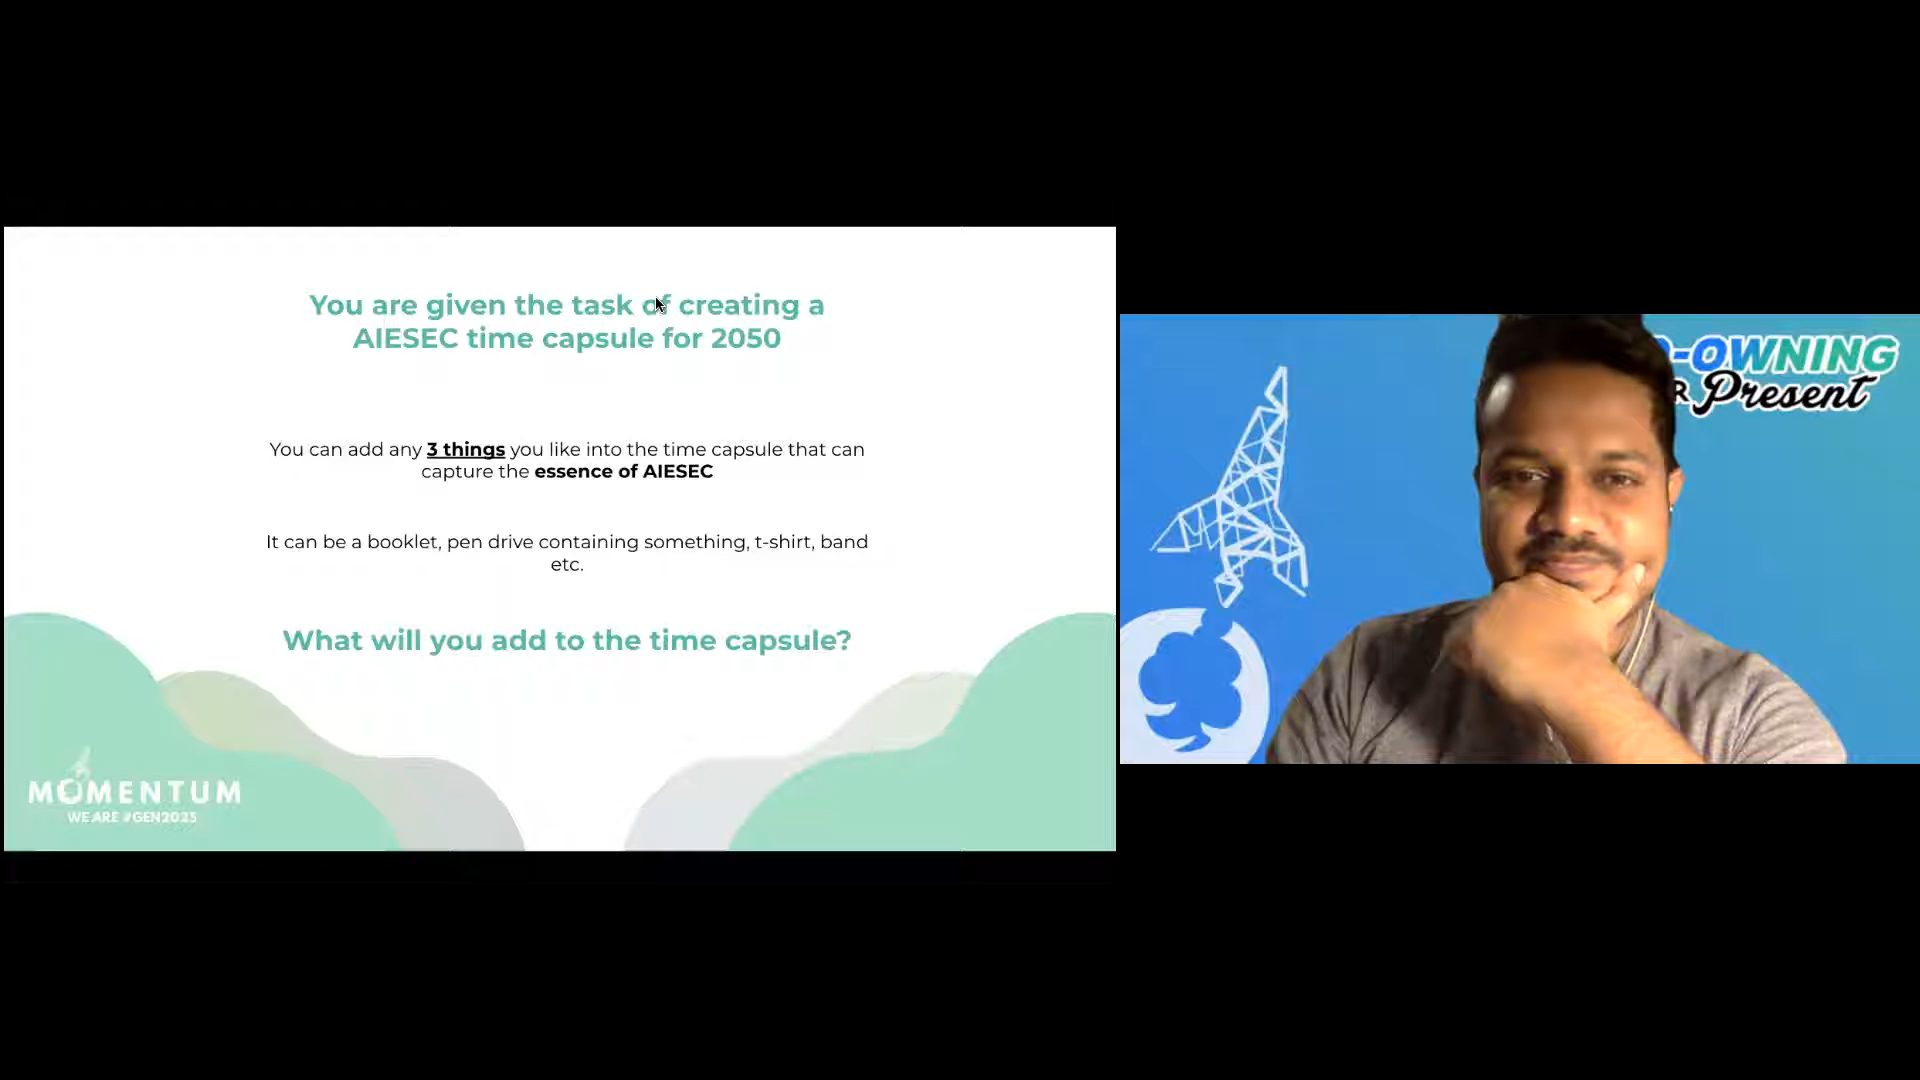 You are given the task of creating a
AIESEC time capsule for 2050
You can add any 3 things you like into the time capsule that can
capture the essence of AIESEC
It can be a booklet, pen drive containing something, t-shirt, band
etc.
What will you add to the time capsule?
MOMENTUM
WE ARE #GEN2025
-OWNING
R Present